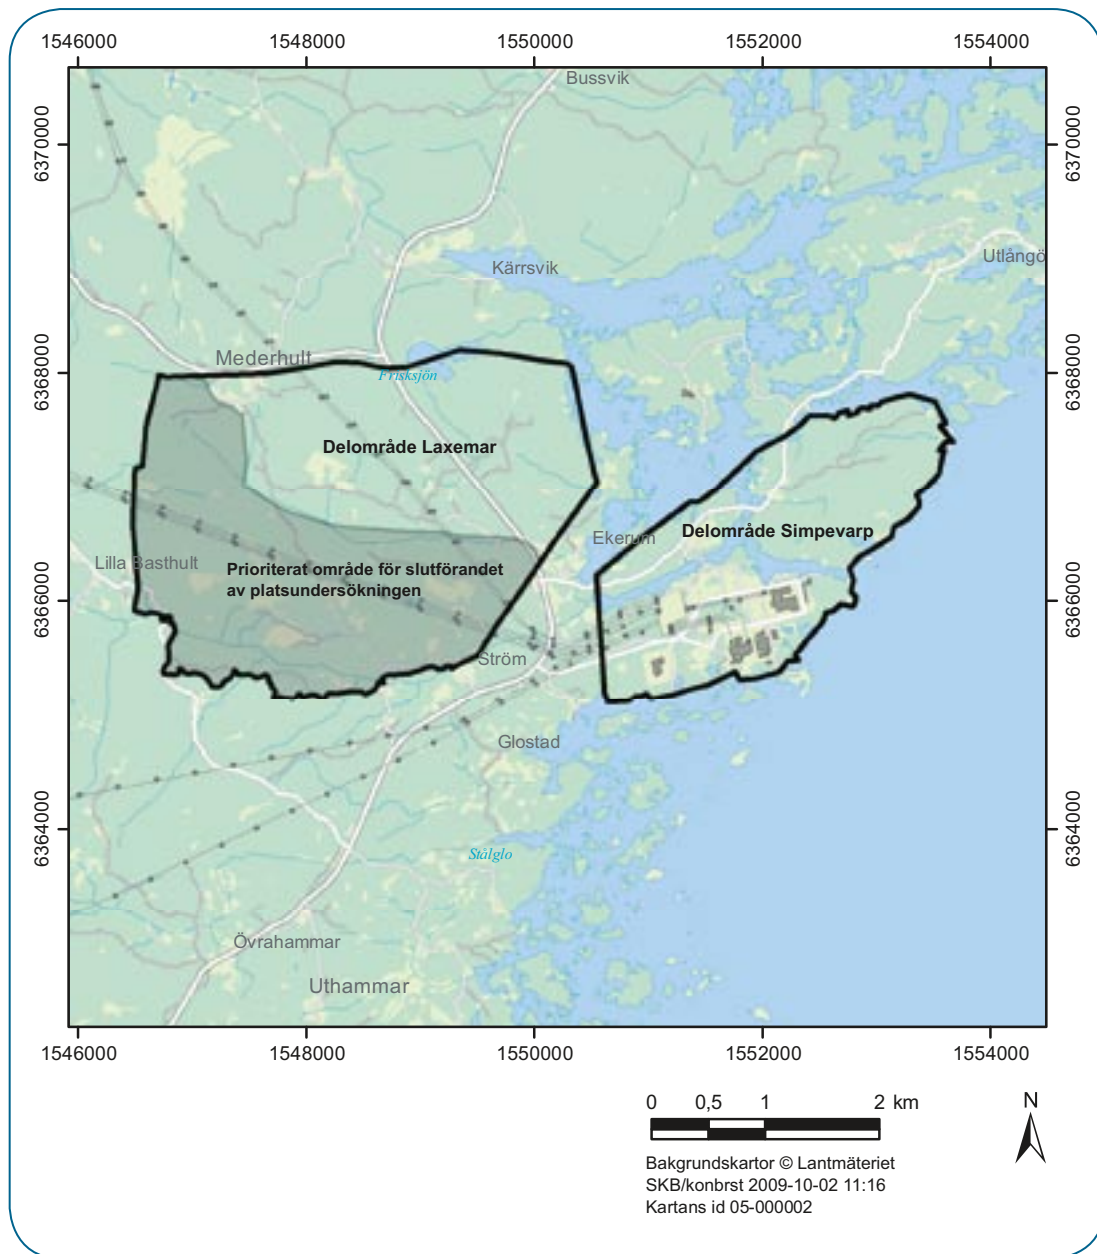 1546000 1548000 1550000 1552000 1554000
Bussvik
6370000 6370000
Utlångö
Kärrsvik
Mederhult
6368000 6368000
Frisksjön
Delområde Laxemar
Delområde Simpevarp
Ekerum
Lilla Basthult
Prioriterat område för slutförandet
av platsundersökningen
6366000 6366000
Ström
Glostad
6364000 6364000
Stålglo
Övrahammar
Uthammar
1546000 1548000 1550000 1552000 1554000
0 0,5 1 2 km
N
Bakgrundskartor © Lantmäteriet
SKB/konbrst 2009-10-02 11:16
Kartans id 05-000002